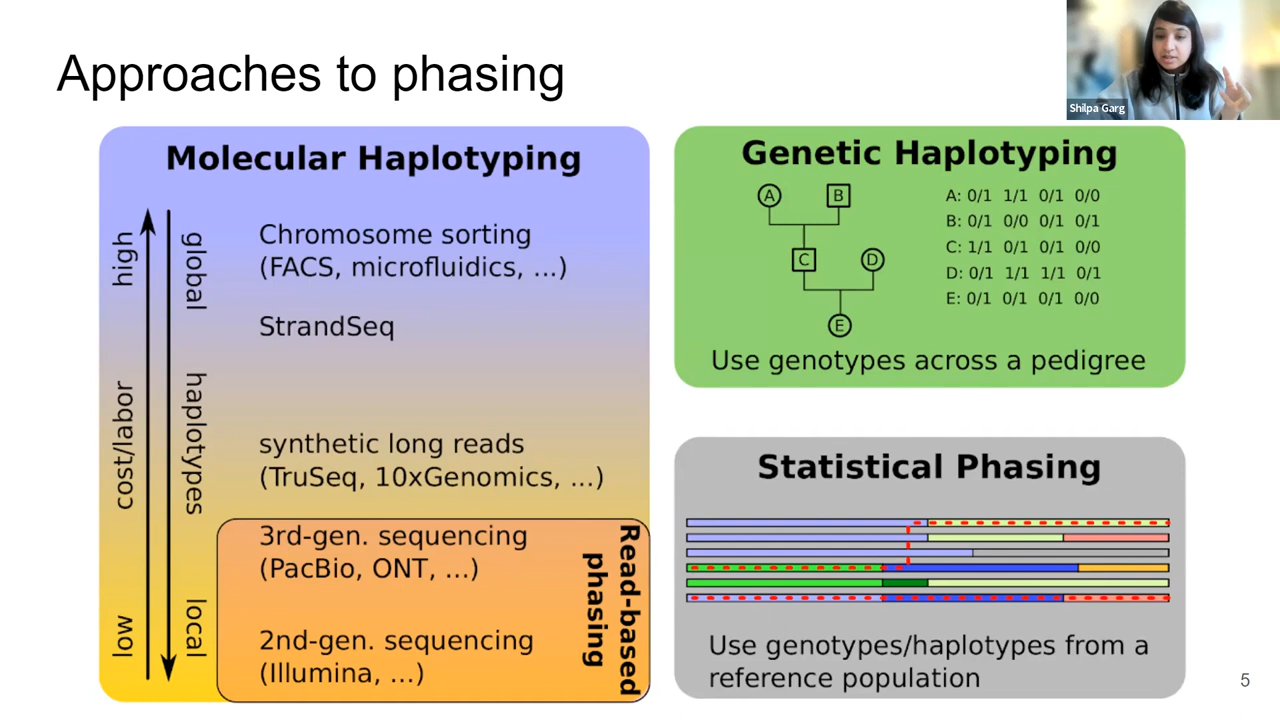 Approaches to phasing
Shilpa Garg
Molecular Haplotyping
high
cost/labor
low
global
haplotypes
local
Chromosome sorting
(FACS, microfluidics, ...)
StrandSeq
synthetic long reads
(TruSeq, 10xGenomics, ...)
3rd-gen. sequencing
(PacBio, ONT, ...)
2nd-gen. sequencing
(Illumina, ...)
Read-based
phasing
Genetic Haplotyping
A
B
C
D
E
A: 0/1 1/1 0/1 0/0
B: 0/1 0/0 0/1 0/1
C: 1/1 0/1 0/1 0/0
D: 0/1 1/1 1/1 0/1
E: 0/1 0/1 0/1 0/0
Use genotypes across a pedigree
Statistical Phasing
Use genotypes/haplotypes from a
reference population
5